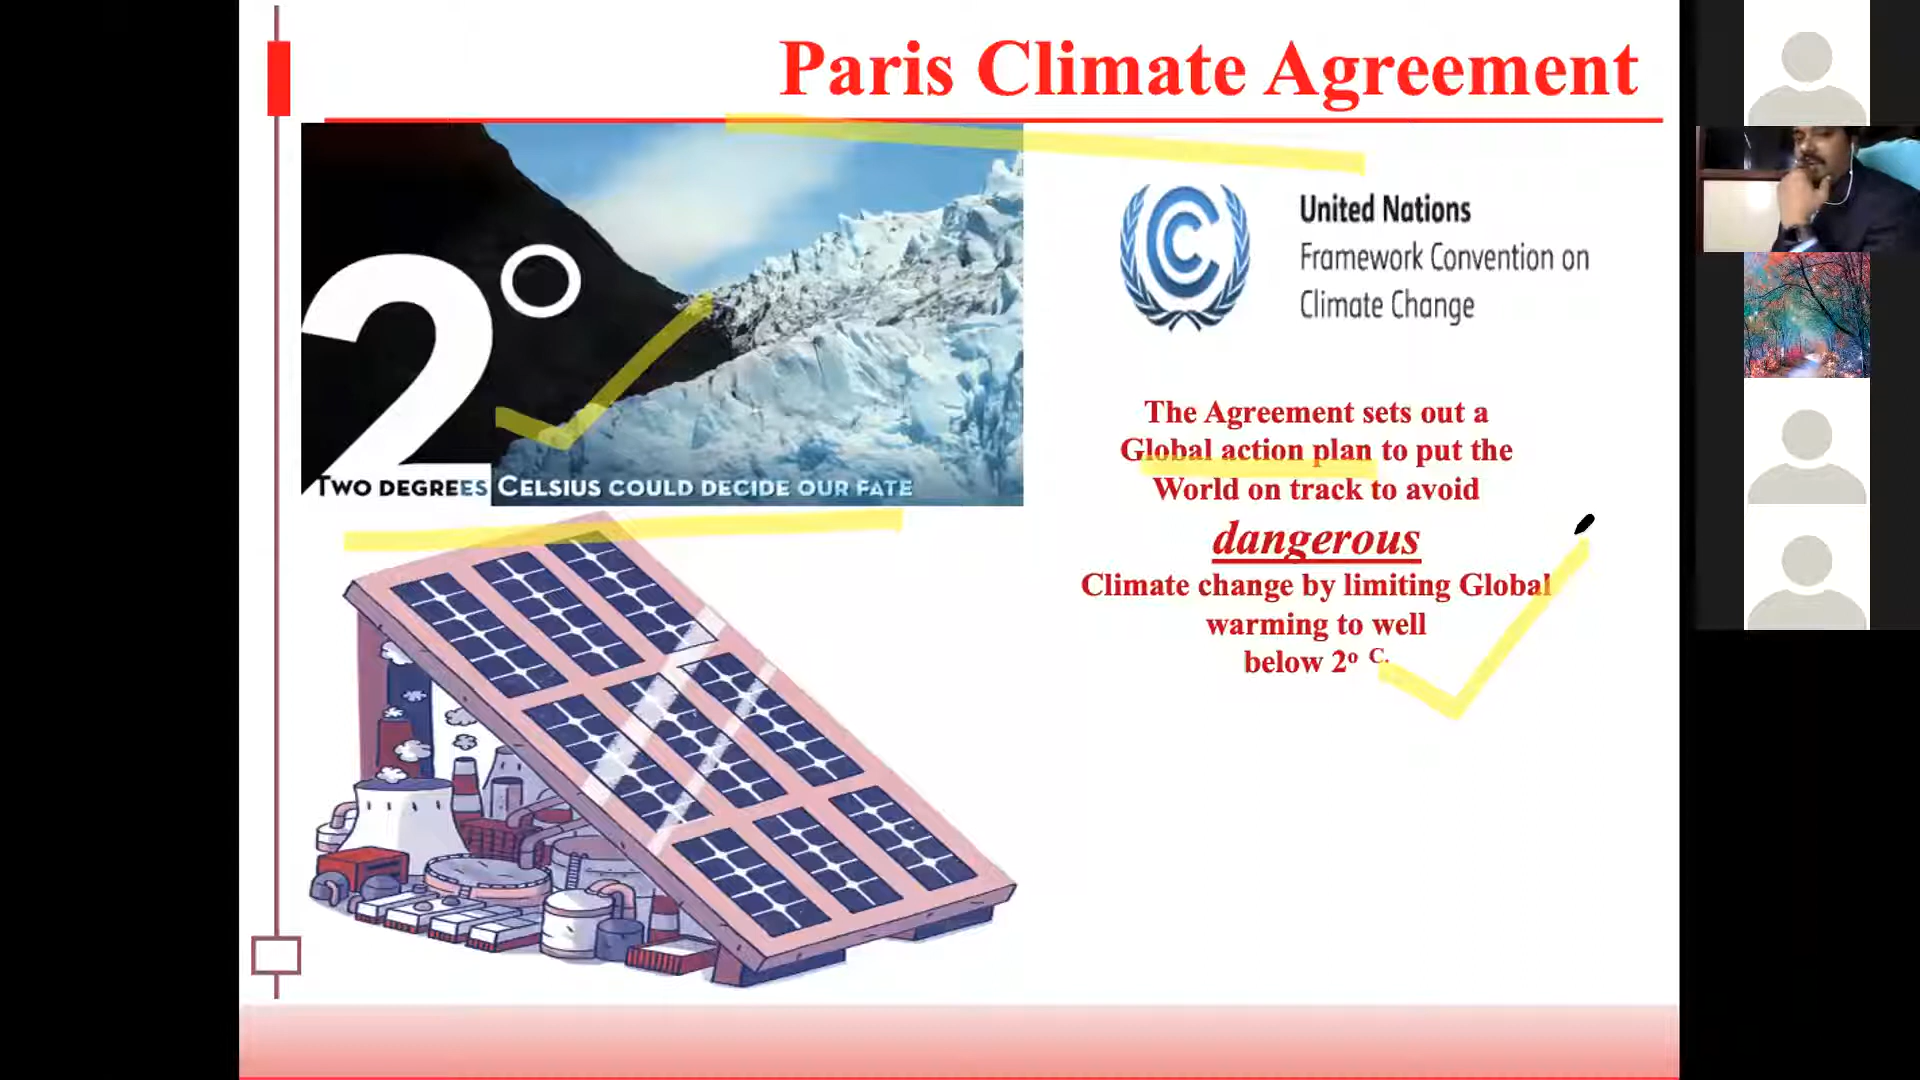 Paris Climate Agreement
2°
TWO DEGREES CELSIUS COULD DECIDE OUR FATE
United Nations
Framework Convention on
Climate Change
The Agreement sets out a
Global action plan to put the
World on track to avoid
dangerous
Climate change by limiting Global
warming to well
below 2º C.